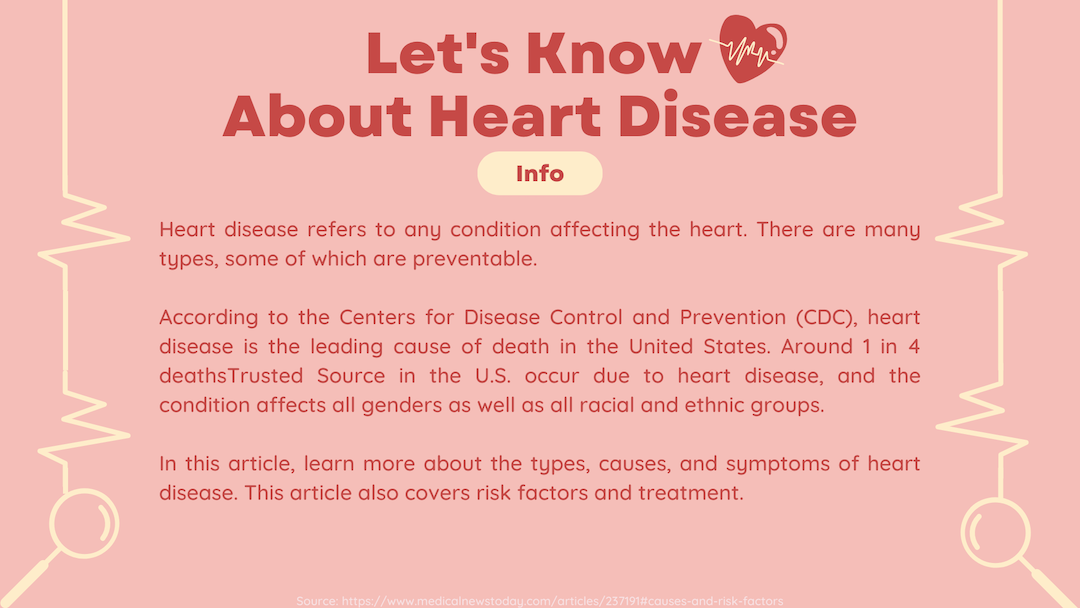 Let's Know
About Heart Disease
Info
Heart disease refers to any condition affecting the heart. There are many
types, some of which are preventable.
According to the Centers for Disease Control and Prevention (CDC), heart
disease is the leading cause of death in the United States. Around 1 in 4
deathsTrusted Source in the U.S. occur due to heart disease, and the
condition affects all genders as well as all racial and ethnic groups.
In this article, learn more about the types, causes, and symptoms of heart
disease. This article also covers risk factors and treatment.
Source: https://www.medicalnewstoday.com/articles/237191#causes-and-risk-factors